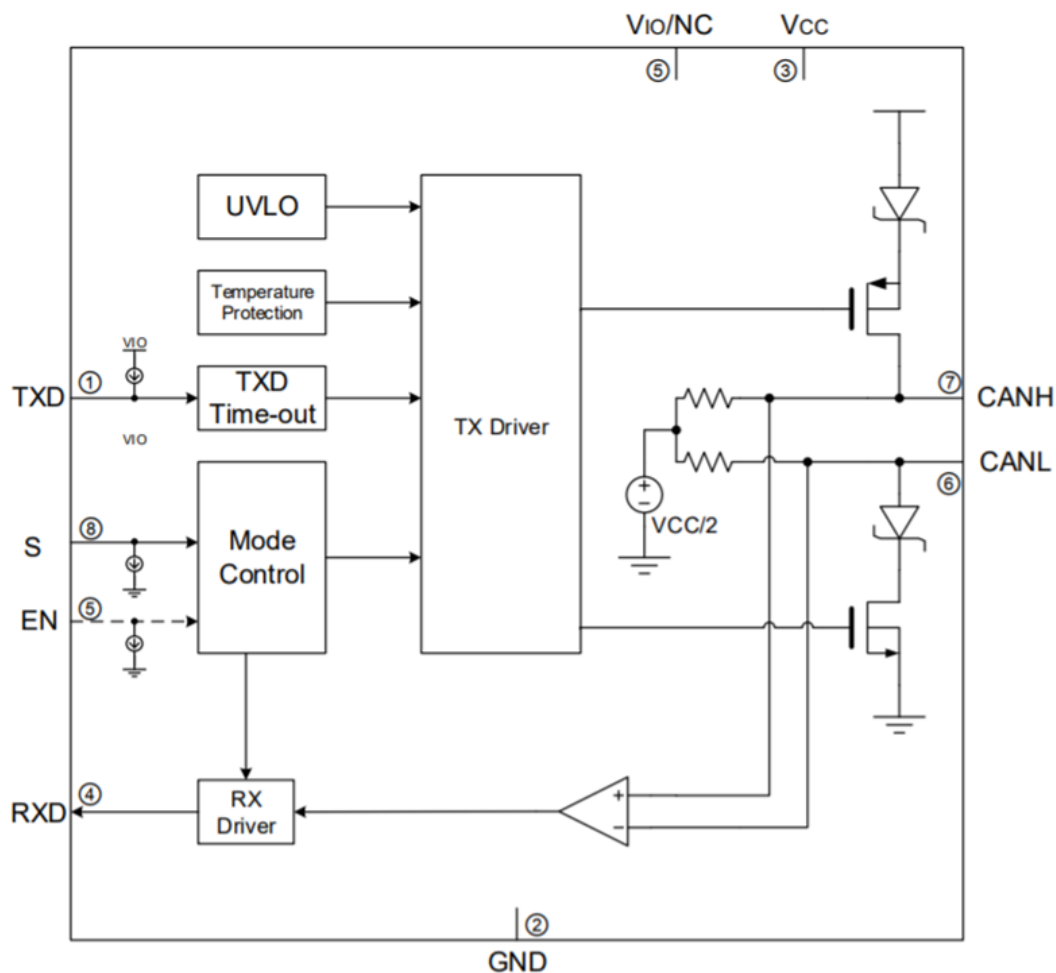 VIO/NC
VCC
⑤
③
UVLO
Temperature
Protection
VIO
TXD
①
TXD
Time-out
TX Driver
⑦
CANH
VIO
CANL
⑥
+
−
VCC/2
S
⑧
Mode
Control
EN
⑤
RXD
④
RX
Driver
+
−
②
GND